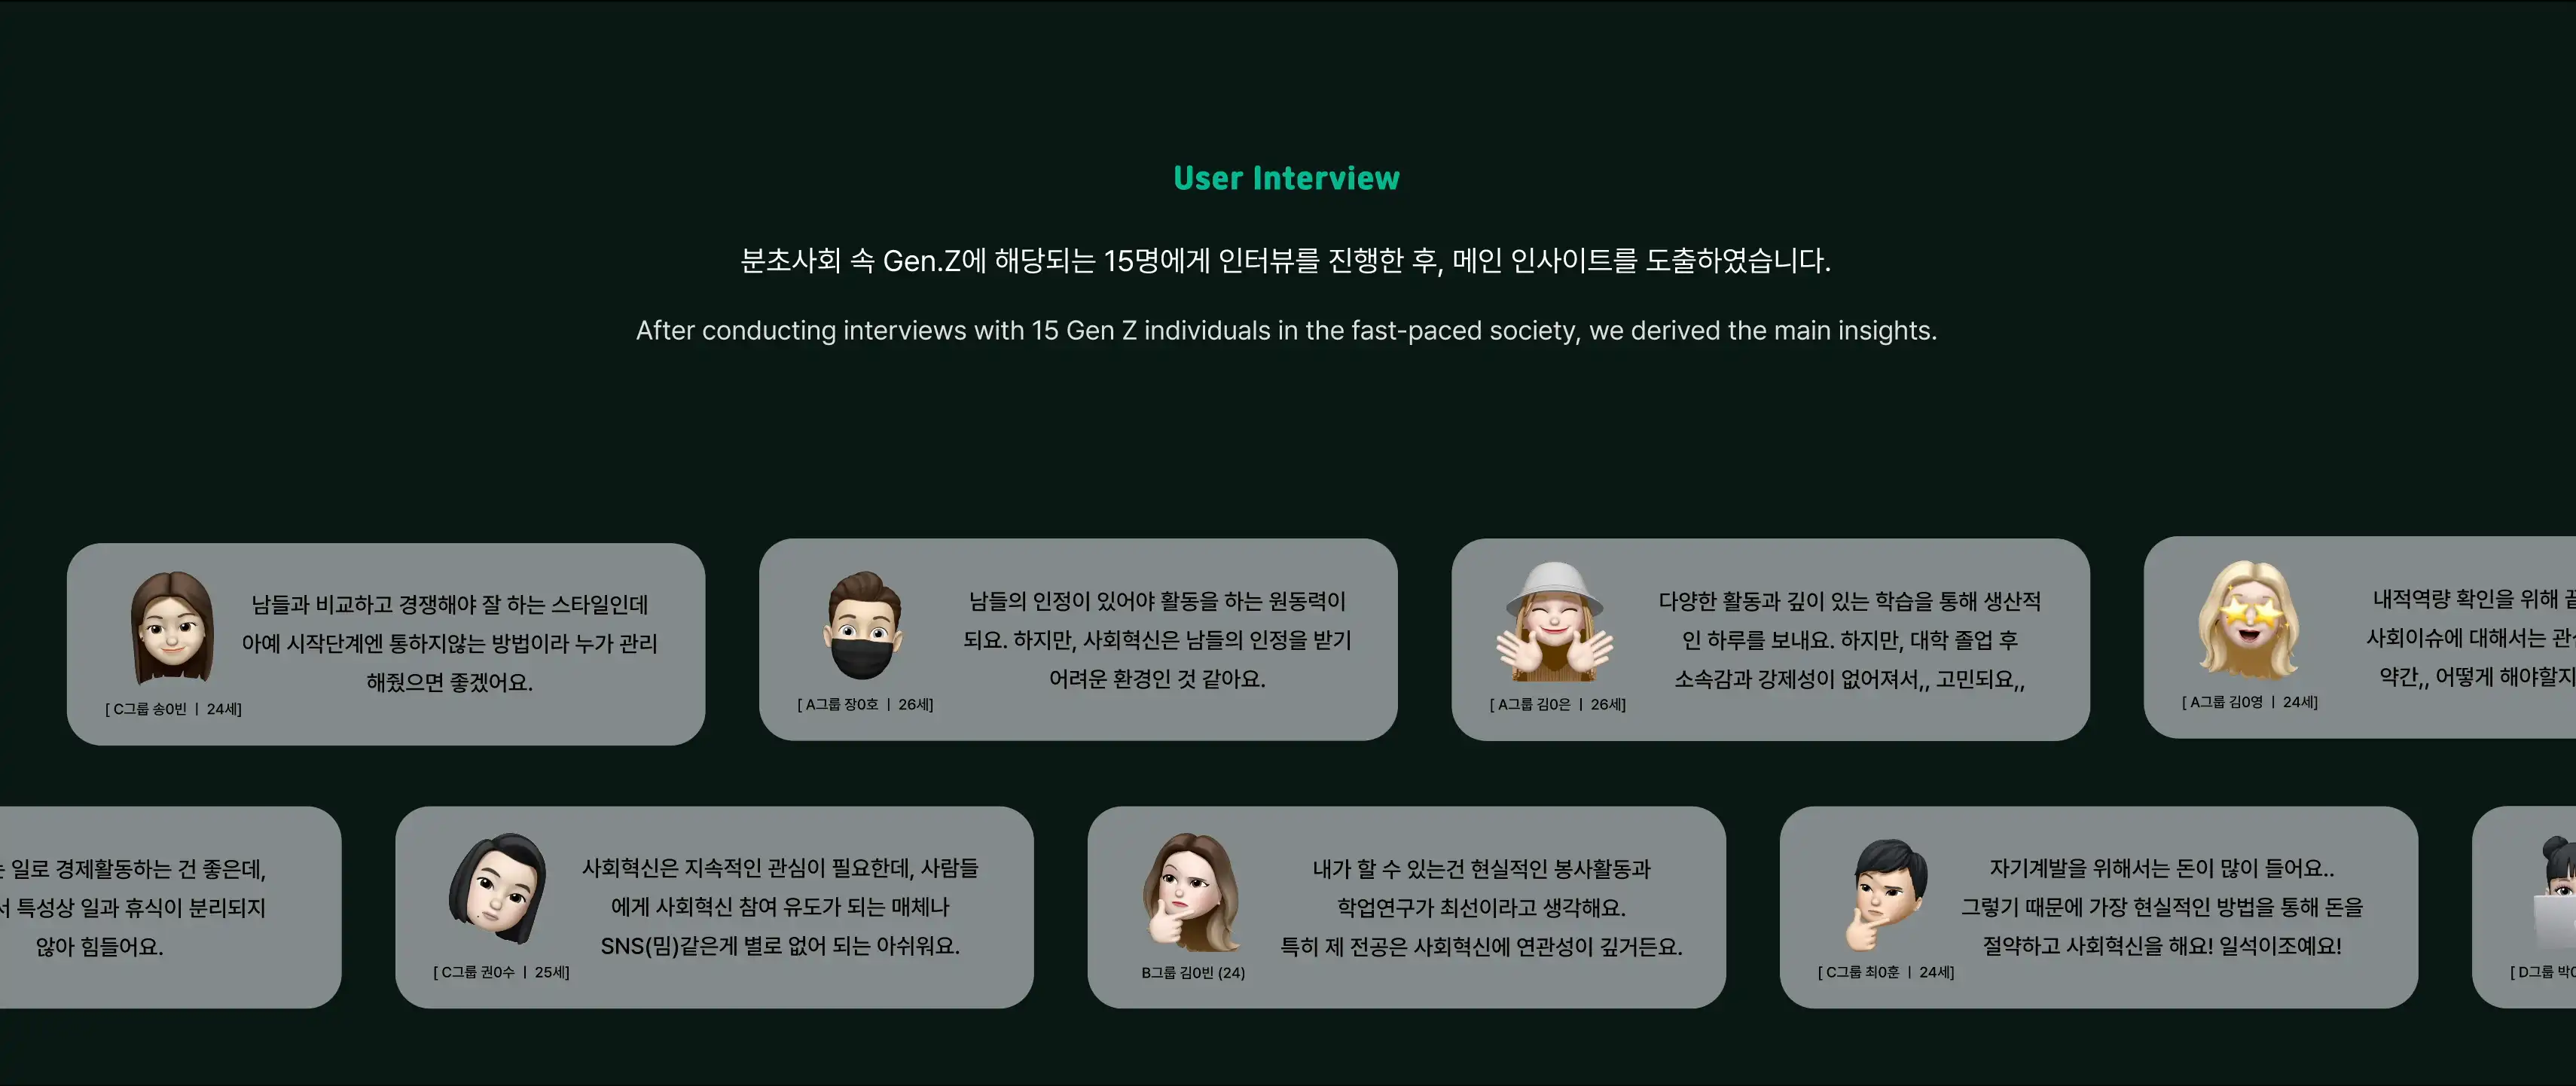 User Interview
분초사회 속 Gen.Z에 해당되는 15명에게 인터뷰를 진행한 후, 메인 인사이트를 도출하였습니다.
After conducting interviews with 15 Gen Z individuals in the fast-paced society, we derived the main insights.
남들과 비교하고 경쟁해야 잘 하는 스타일인데
아예 시작단계엔 통하지않는 방법이라 누가 관리
해줬으면 좋겠어요.
[ C그룹 송0빈 ㅣ 24세]
남들의 인정이 있어야 활동을 하는 원동력이
되요. 하지만, 사회혁신은 남들의 인정을 받기
어려운 환경인 것 같아요.
[ A그룹 장0호 ㅣ 26세]
다양한 활동과 깊이 있는 학습을 통해 생산적
인 하루를 보내요. 하지만, 대학 졸업 후
소속감과 강제성이 없어져서,, 고민되요,,
[ A그룹 김0은 ㅣ 26세]
내적역량 확인을 위해
사회이슈에 대해서는
약간,, 어떻게 해야할지
[ A그룹 김0영 ㅣ 24세]
일로 경제활동하는 건 좋은데,
특성상 일과 휴식이 분리되지
않아 힘들어요.
사회혁신은 지속적인 관심이 필요한데, 사람들
에게 사회혁신 참여 유도가 되는 매체나
SNS(밈)같은게 별로 없어 되는 아쉬워요.
[ C그룹 권0수 ㅣ 25세]
내가 할 수 있는건 현실적인 봉사활동과
학업연구가 최선이라고 생각해요.
특히 제 전공은 사회혁신에 연관성이 깊거든요.
B그룹 김0빈 (24)
자기계발을 위해서는 돈이 많이 들어요..
그렇기 때문에 가장 현실적인 방법을 통해 돈을
절약하고 사회혁신을 해요! 일석이조예요!
[ C그룹 최0훈 ㅣ 24세]
[ D그룹